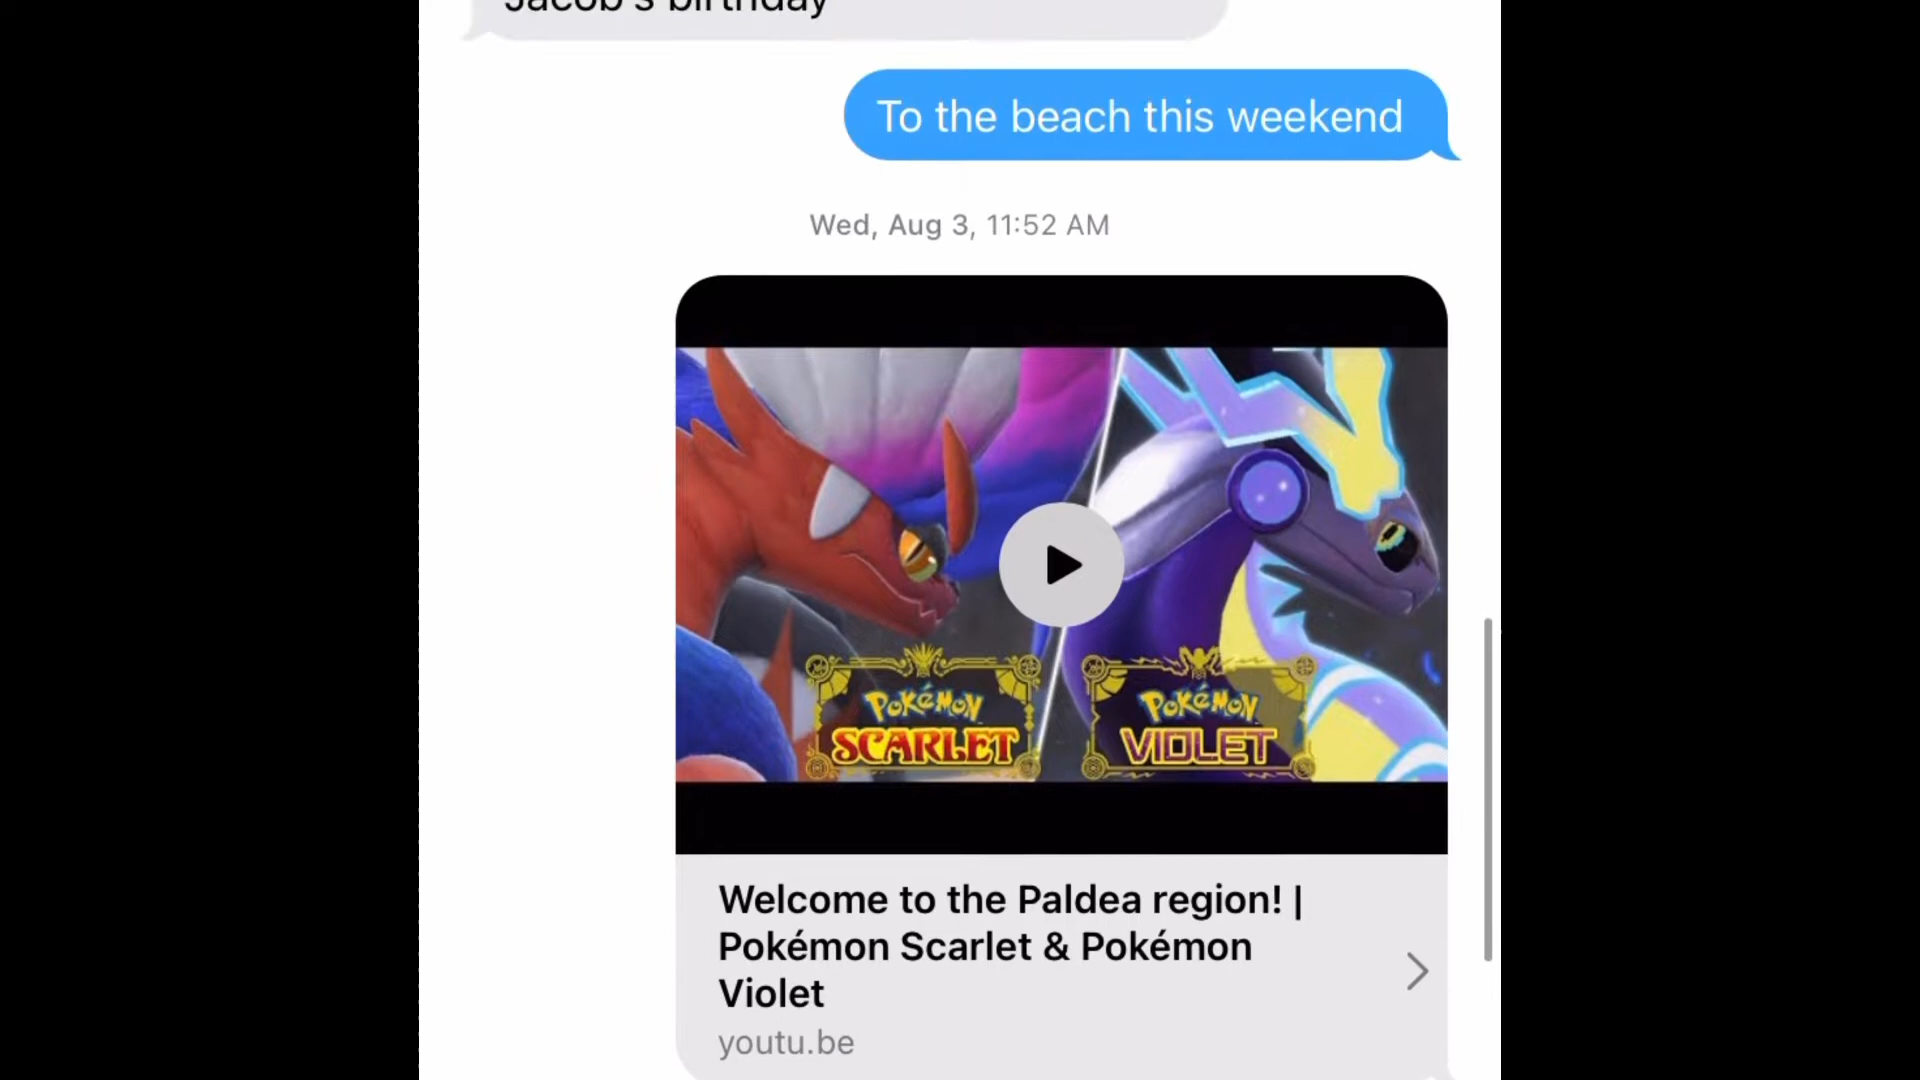 Jacob's birthday
To the beach this weekend
Wed, Aug 3, 11:52 AM
POKéMON POKéMON
SCARLET VIOLET
Welcome to the Paldea region! |
Pokémon Scarlet & Pokémon
Violet
youtu.be